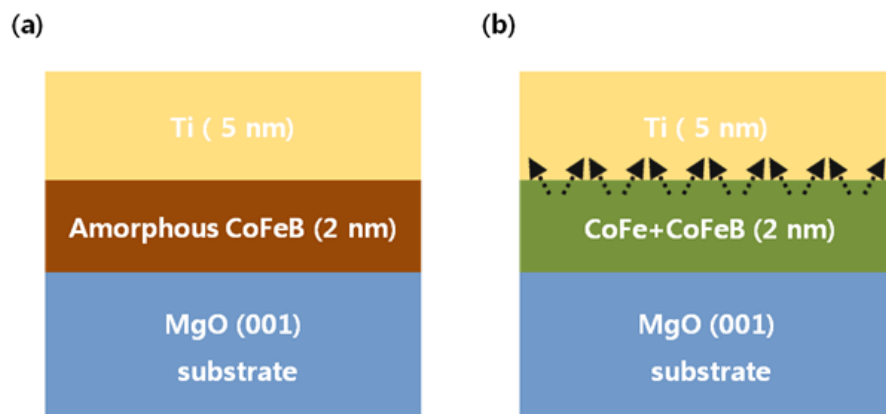 (a)
Ti ( 5 nm)
Amorphous CoFeB (2 nm)
MgO (001)
substrate
(b)
Ti ( 5 nm)
CoFe+CoFeB (2 nm)
MgO (001)
substrate